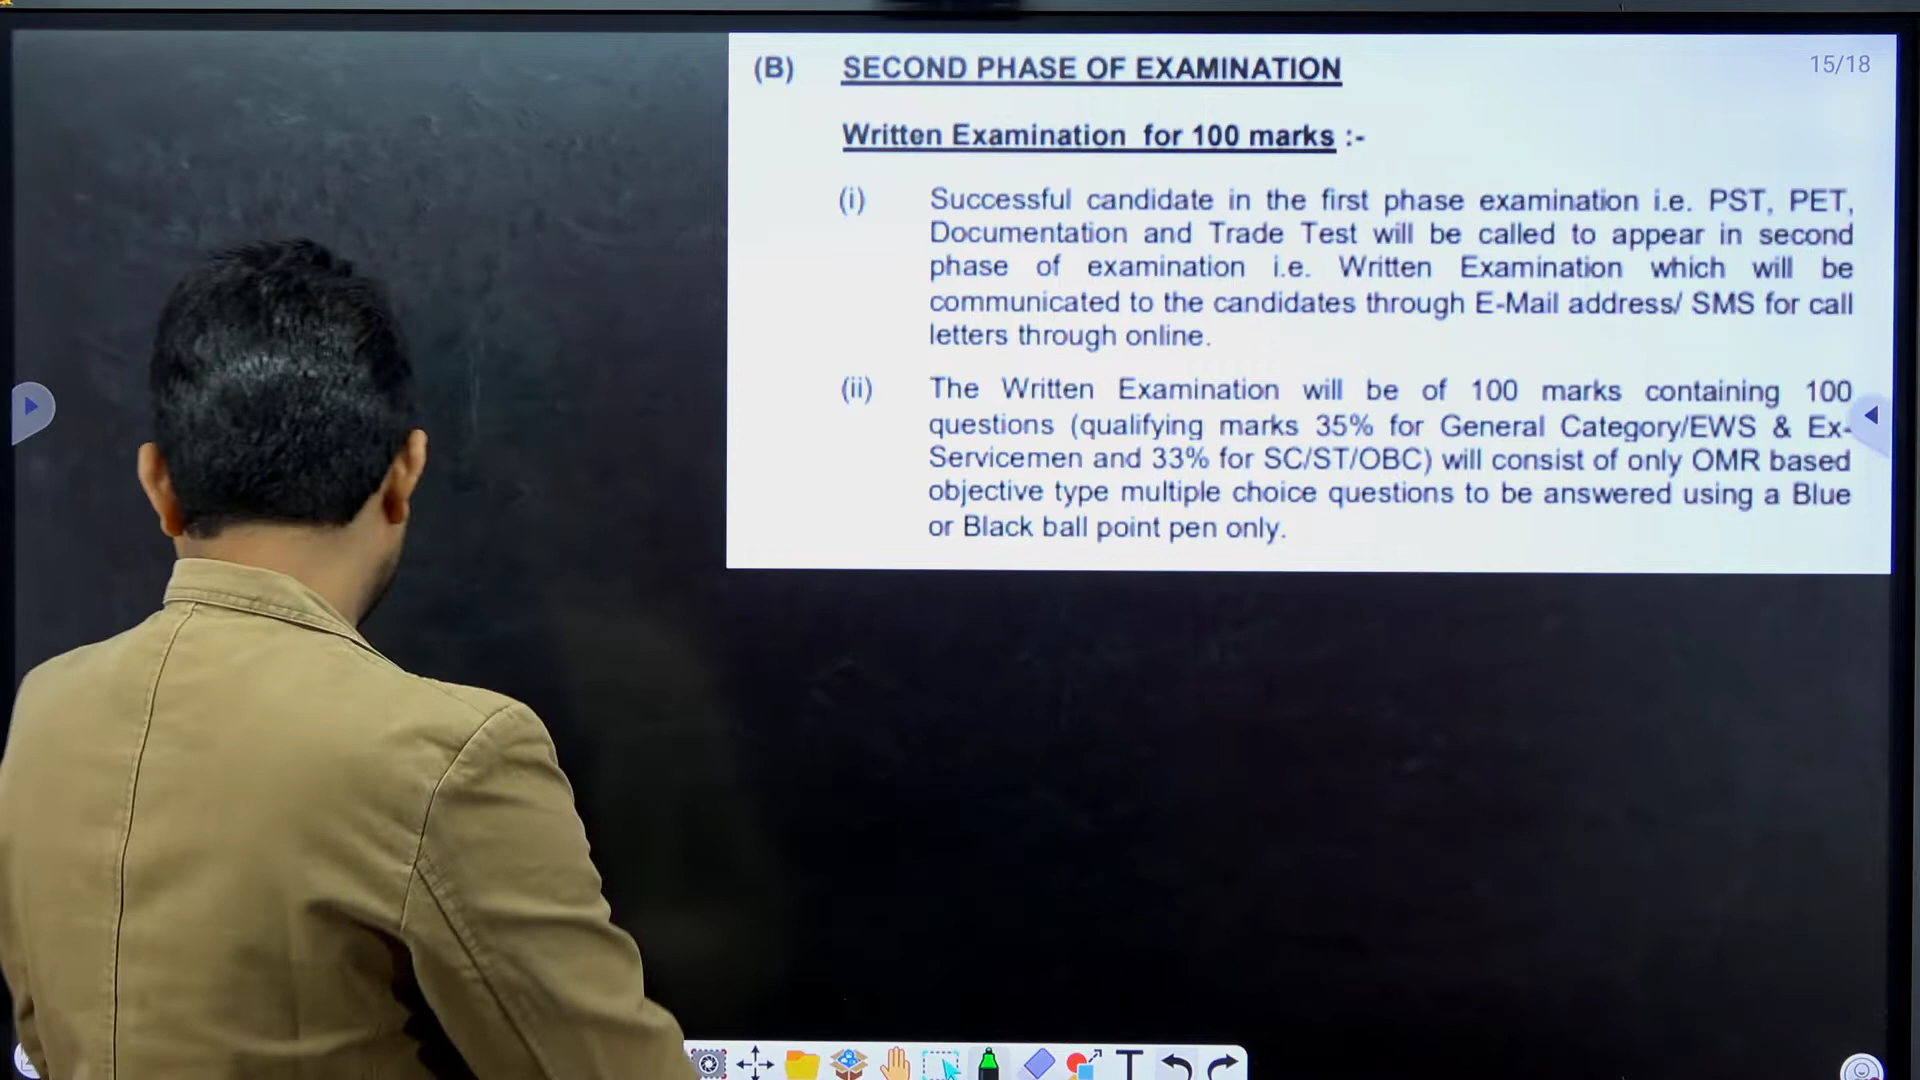 15/18
(B) SECOND PHASE OF EXAMINATION
Written Examination for 100 marks :-
(i) Successful candidate in the first phase examination i.e. PST, PET,
Documentation and Trade Test will be called to appear in second
phase of examination i.e. Written Examination which will be
communicated to the candidates through E-Mail address/ SMS for call
letters through online.
(ii) The Written Examination will be of 100 marks containing 100
questions (qualifying marks 35% for General Category/EWS & Ex-
Servicemen and 33% for SC/ST/OBC) will consist of only OMR based
objective type multiple choice questions to be answered using a Blue
or Black ball point pen only.
T